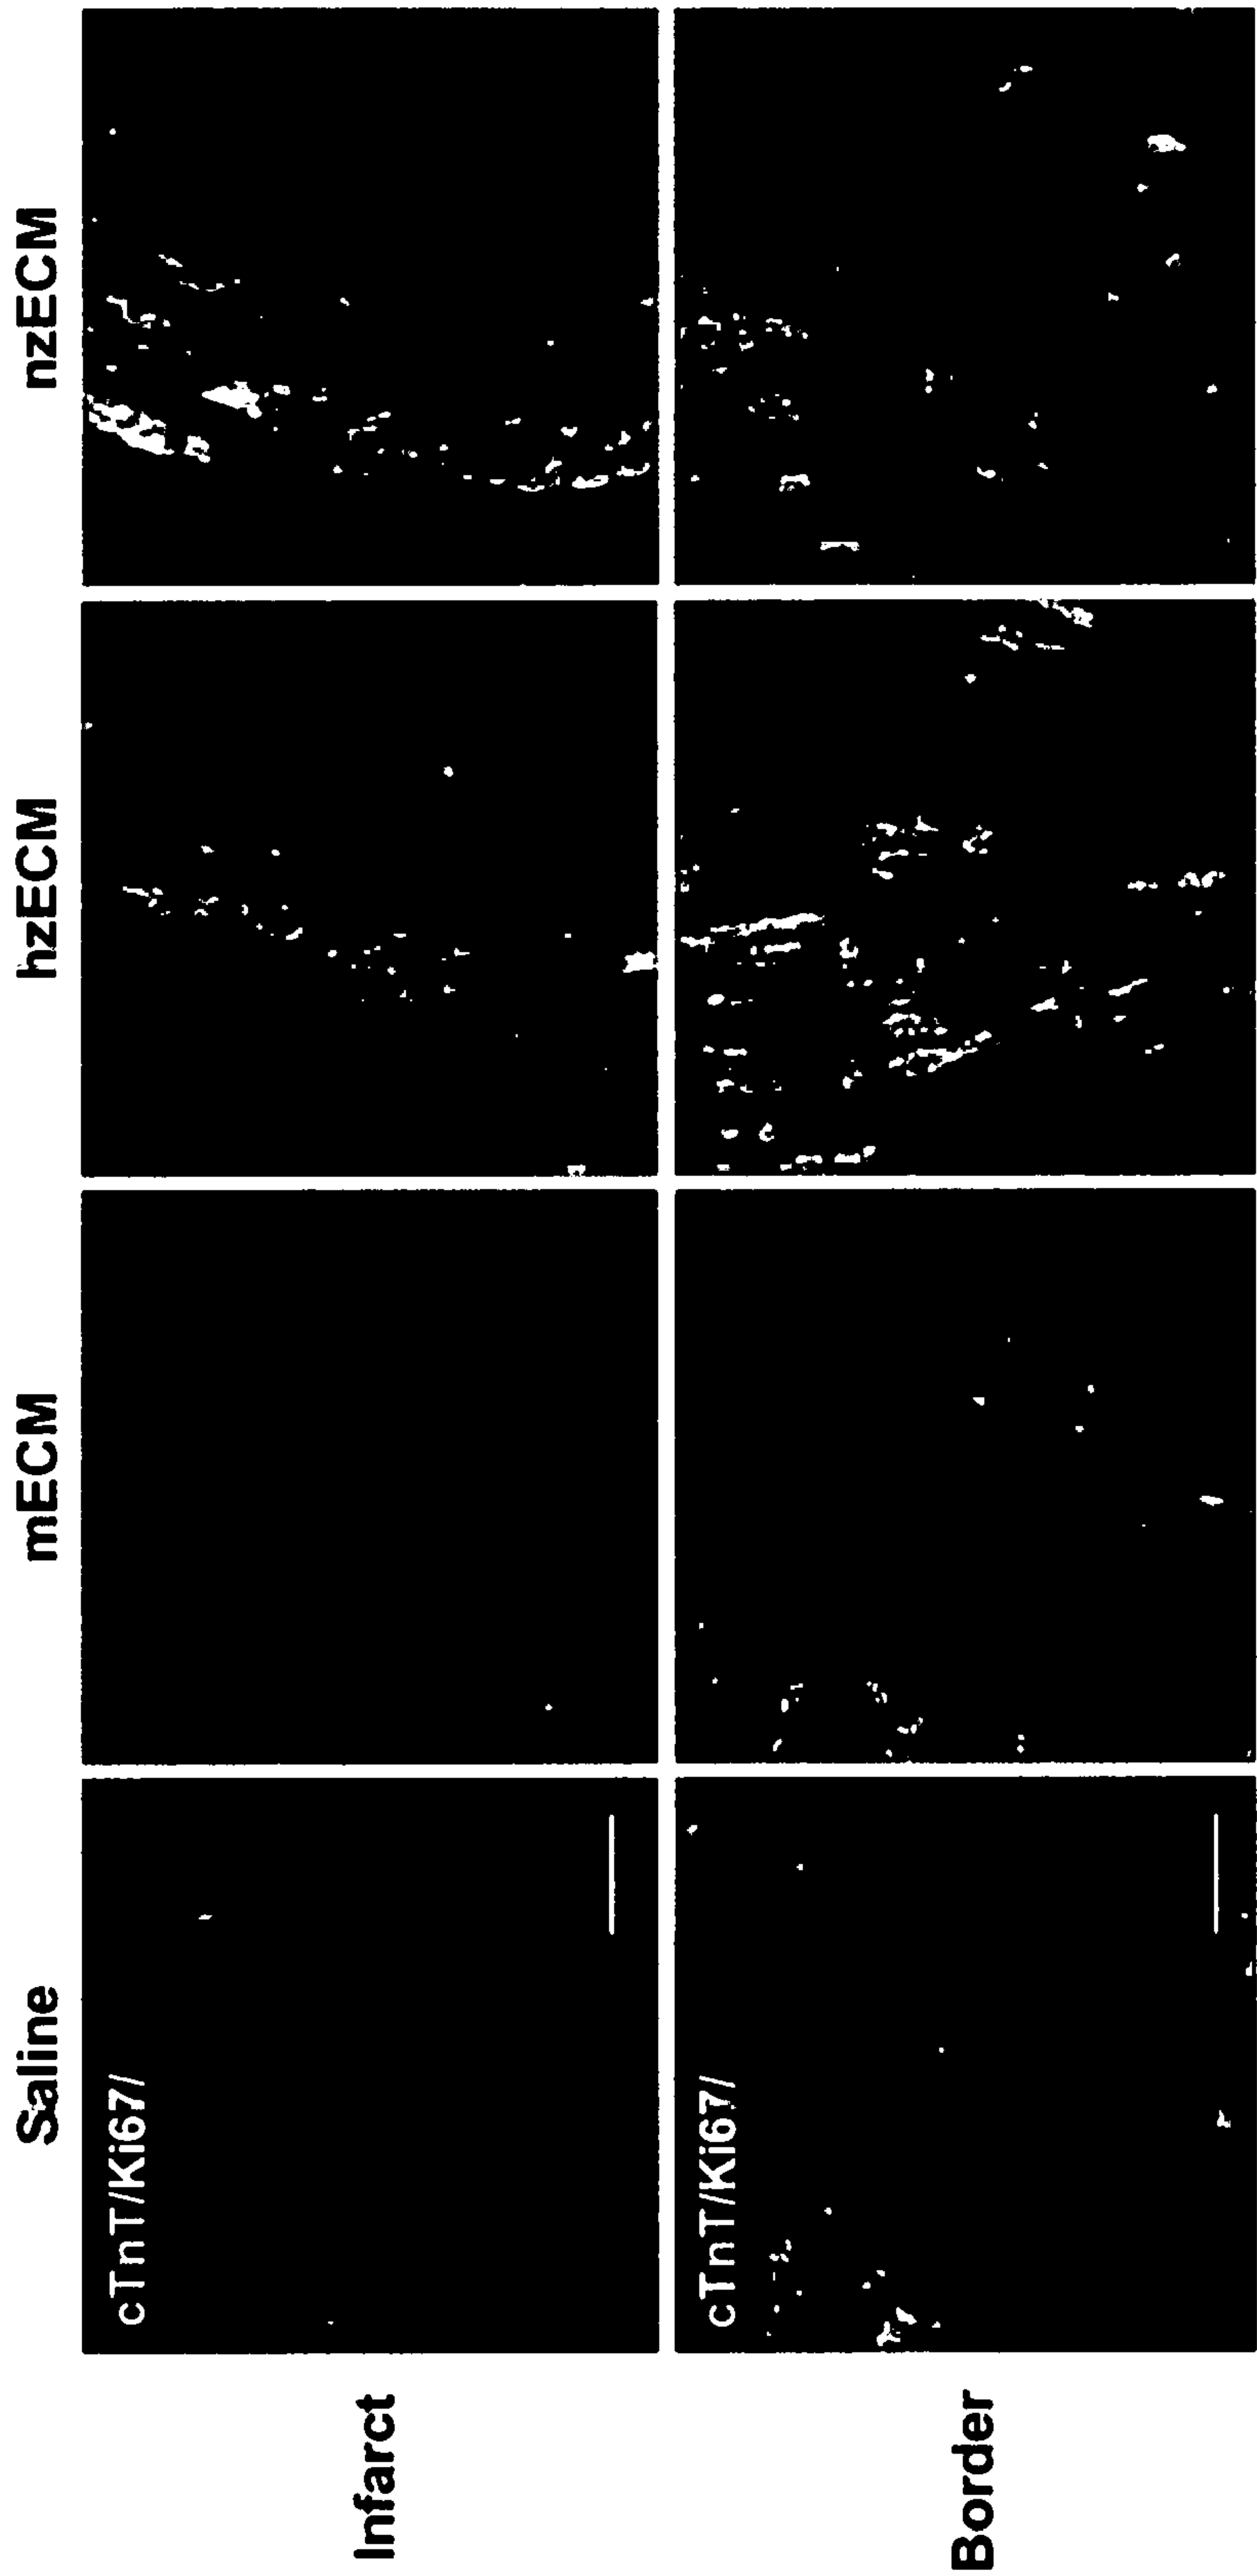 Saline mECM hzECM nzECM
Infarct
cTnT/Ki67/
Border
cTnT/Ki67/